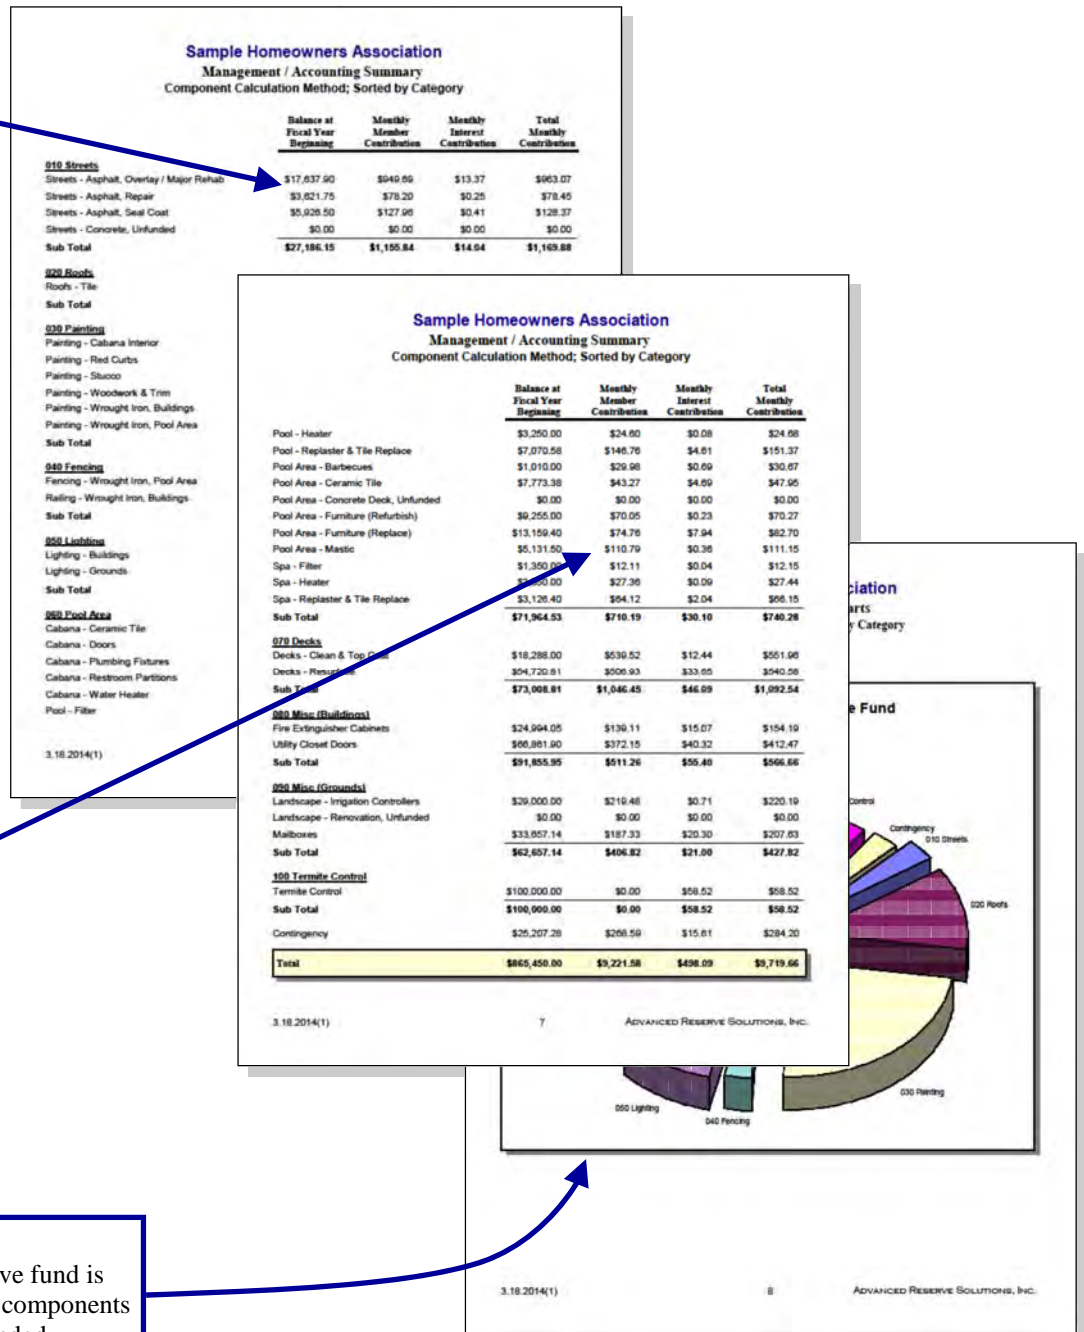 Sample Homeowners Association
Management / Accounting Summary
Component Calculation Method; Sorted by Category
Balance at Fiscal Year Beginning Monthly Member Contribution Monthly Interest Contribution Total Monthly Contribution
010 Streets
Streets - Asphalt, Overlay / Major Rehab $17,637.90 $949.69 $13.37 $963.07
Streets - Asphalt, Repair $3,621.75 $78.20 $0.25 $78.45
Streets - Asphalt, Seal Coat $5,926.50 $127.96 $0.41 $128.37
Streets - Concrete, Unfunded $0.00 $0.00 $0.00 $0.00
Sub Total $27,186.15 $1,155.84 $14.04 $1,169.88
020 Roofs
Roofs - Tile
Sub Total
030 Painting
Painting - Cabana Interior
Painting - Red Curbs
Painting - Stucco
Painting - Woodwork & Trim
Painting - Wrought Iron, Buildings
Painting - Wrought Iron, Pool Area
Sub Total
040 Fencing
Fencing - Wrought Iron, Pool Area
Railing - Wrought Iron, Buildings
Sub Total
050 Lighting
Lighting - Buildings
Lighting - Grounds
Sub Total
060 Pool Area
Cabana - Ceramic Tile
Cabana - Doors
Cabana - Plumbing Fixtures
Cabana - Restroom Partitions
Cabana - Water Heater
Pool - Filter
3.18.2014(1)
Sample Homeowners Association
Management / Accounting Summary
Component Calculation Method; Sorted by Category
Balance at Fiscal Year Beginning Monthly Member Contribution Monthly Interest Contribution Total Monthly Contribution
Pool - Heater $3,250.00 $24.60 $0.08 $24.68
Pool - Replaster & Tile Replace $7,070.58 $146.76 $4.61 $151.37
Pool Area - Barbecues $1,010.00 $29.98 $0.69 $30.67
Pool Area - Ceramic Tile $7,773.38 $43.27 $4.69 $47.95
Pool Area - Concrete Deck, Unfunded $0.00 $0.00 $0.00 $0.00
Pool Area - Furniture (Refurbish) $9,255.00 $70.05 $0.23 $70.27
Pool Area - Furniture (Replace) $13,159.40 $74.76 $7.94 $82.70
Pool Area - Mastic $5,131.50 $110.79 $0.36 $111.15
Spa - Filter $1,350.00 $12.11 $0.04 $12.15
Spa - Heater $27.36 $0.09 $27.44
Spa - Replaster & Tile Replace $3,126.40 $64.12 $2.04 $66.15
Sub Total $71,964.53 $710.19 $30.10 $740.28
070 Decks
Decks - Clean & Top $18,288.00 $539.52 $12.44 $551.96
Decks - $54,720.81 $506.93 $33.65 $540.58
Sub Total $73,008.81 $1,046.45 $46.09 $1,092.54
080 Misc (Buildings)
Fire Extinguisher Cabinets $24,994.05 $139.11 $15.07 $154.19
Utility Closet Doors $66,861.90 $372.15 $40.32 $412.47
Sub Total $91,855.95 $511.26 $55.40 $566.66
090 Misc (Grounds)
Landscape - Irrigation Controllers $29,000.00 $219.48 $0.71 $220.19
Landscape - Renovation, Unfunded $0.00 $0.00 $0.00 $0.00
Mailboxes $33,657.14 $187.33 $20.30 $207.63
Sub Total $62,657.14 $406.82 $21.00 $427.82
100 Termite Control
Termite Control $100,000.00 $0.00 $58.52 $58.52
Sub Total $100,000.00 $0.00 $58.52 $58.52
Contingency $25,207.28 $268.59 $15.61 $284.20
Total $865,450.00 $9,221.58 $498.09 $9,719.66
3.18.2014(1) 7 ADVANCED RESERVE SOLUTIONS, INC.
ciation
arts
y Category
e Fund
Control
Contingency
010 Streets
020 Roofs
030 Painting
040 Fencing
050 Lighting
3.18.2014(1) 8 ADVANCED RESERVE SOLUTIONS, INC.
ve fund is
components